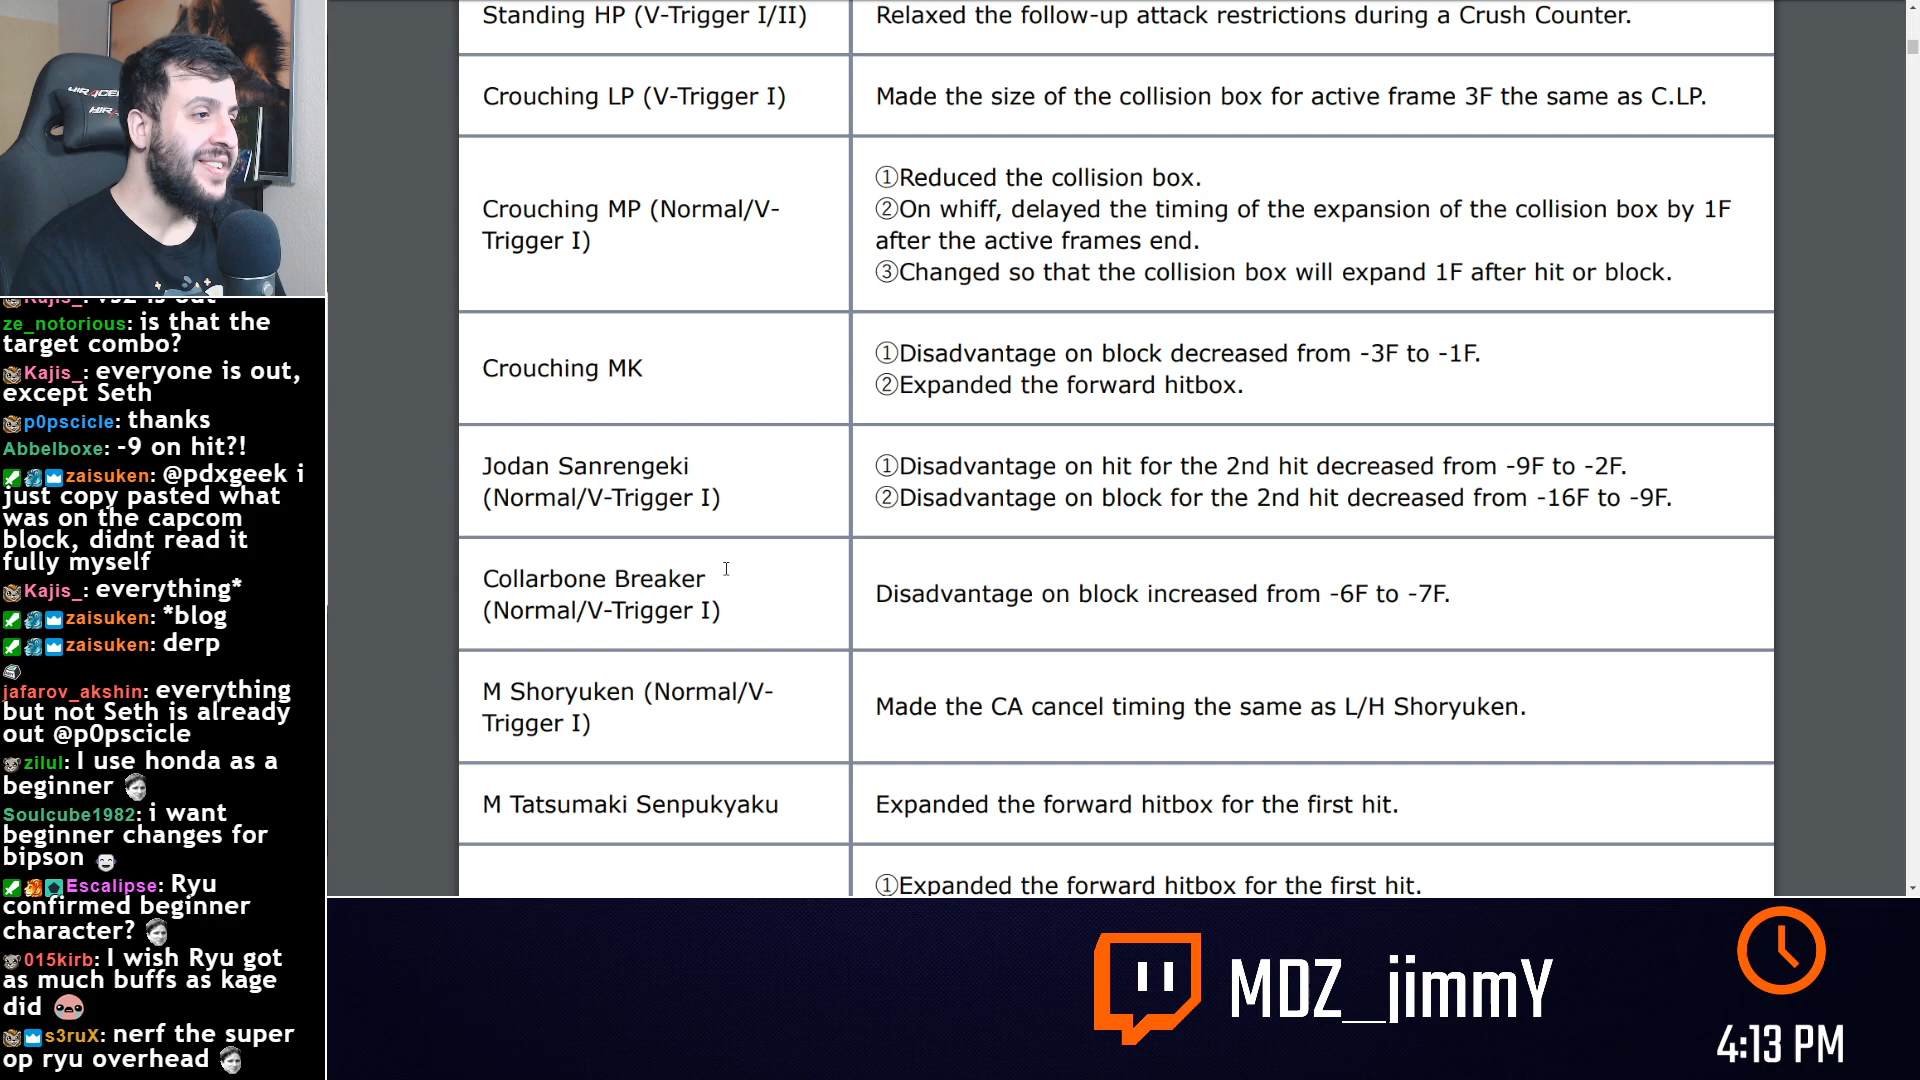 Standing HP (V-Trigger I/II)
Relaxed the follow-up attack restrictions during a Crush Counter.
Crouching LP (V-Trigger I)
Made the size of the collision box for active frame 3F the same as C.LP.
Crouching MP (Normal/V-
Trigger I)
①Reduced the collision box.
②On whiff, delayed the timing of the expansion of the collision box by 1F
after the active frames end.
③Changed so that the collision box will expand 1F after hit or block.
Crouching MK
①Disadvantage on block decreased from -3F to -1F.
②Expanded the forward hitbox.
Jodan Sanrengeki
(Normal/V-Trigger I)
①Disadvantage on hit for the 2nd hit decreased from -9F to -2F.
②Disadvantage on block for the 2nd hit decreased from -16F to -9F.
Collarbone Breaker
(Normal/V-Trigger I)
Disadvantage on block increased from -6F to -7F.
M Shoryuken (Normal/V-
Trigger I)
Made the CA cancel timing the same as L/H Shoryuken.
M Tatsumaki Senpukyaku
Expanded the forward hitbox for the first hit.
①Expanded the forward hitbox for the first hit.
ze_notorious: is that the
target combo?
Kajis_: everyone is out,
except Seth
p0pscicle: thanks
Abbelboxe: -9 on hit?!
zaisuken: @pdxgeek i
just copy pasted what
was on the capcom
block, didnt read it
fully myself
Kajis_: everything*
zaisuken: *blog
zaisuken: derp
jafarov_akshin: everything
but not Seth is already
out @p0pscicle
zilul: I use honda as a
beginner
Soulcube1982: i want
beginner changes for
bipson
Escalipse: Ryu
confirmed beginner
character?
015kirb: I wish Ryu got
as much buffs as kage
did
s3ruX: nerf the super
op ryu overhead
MDZ_jimmY
4:13 PM